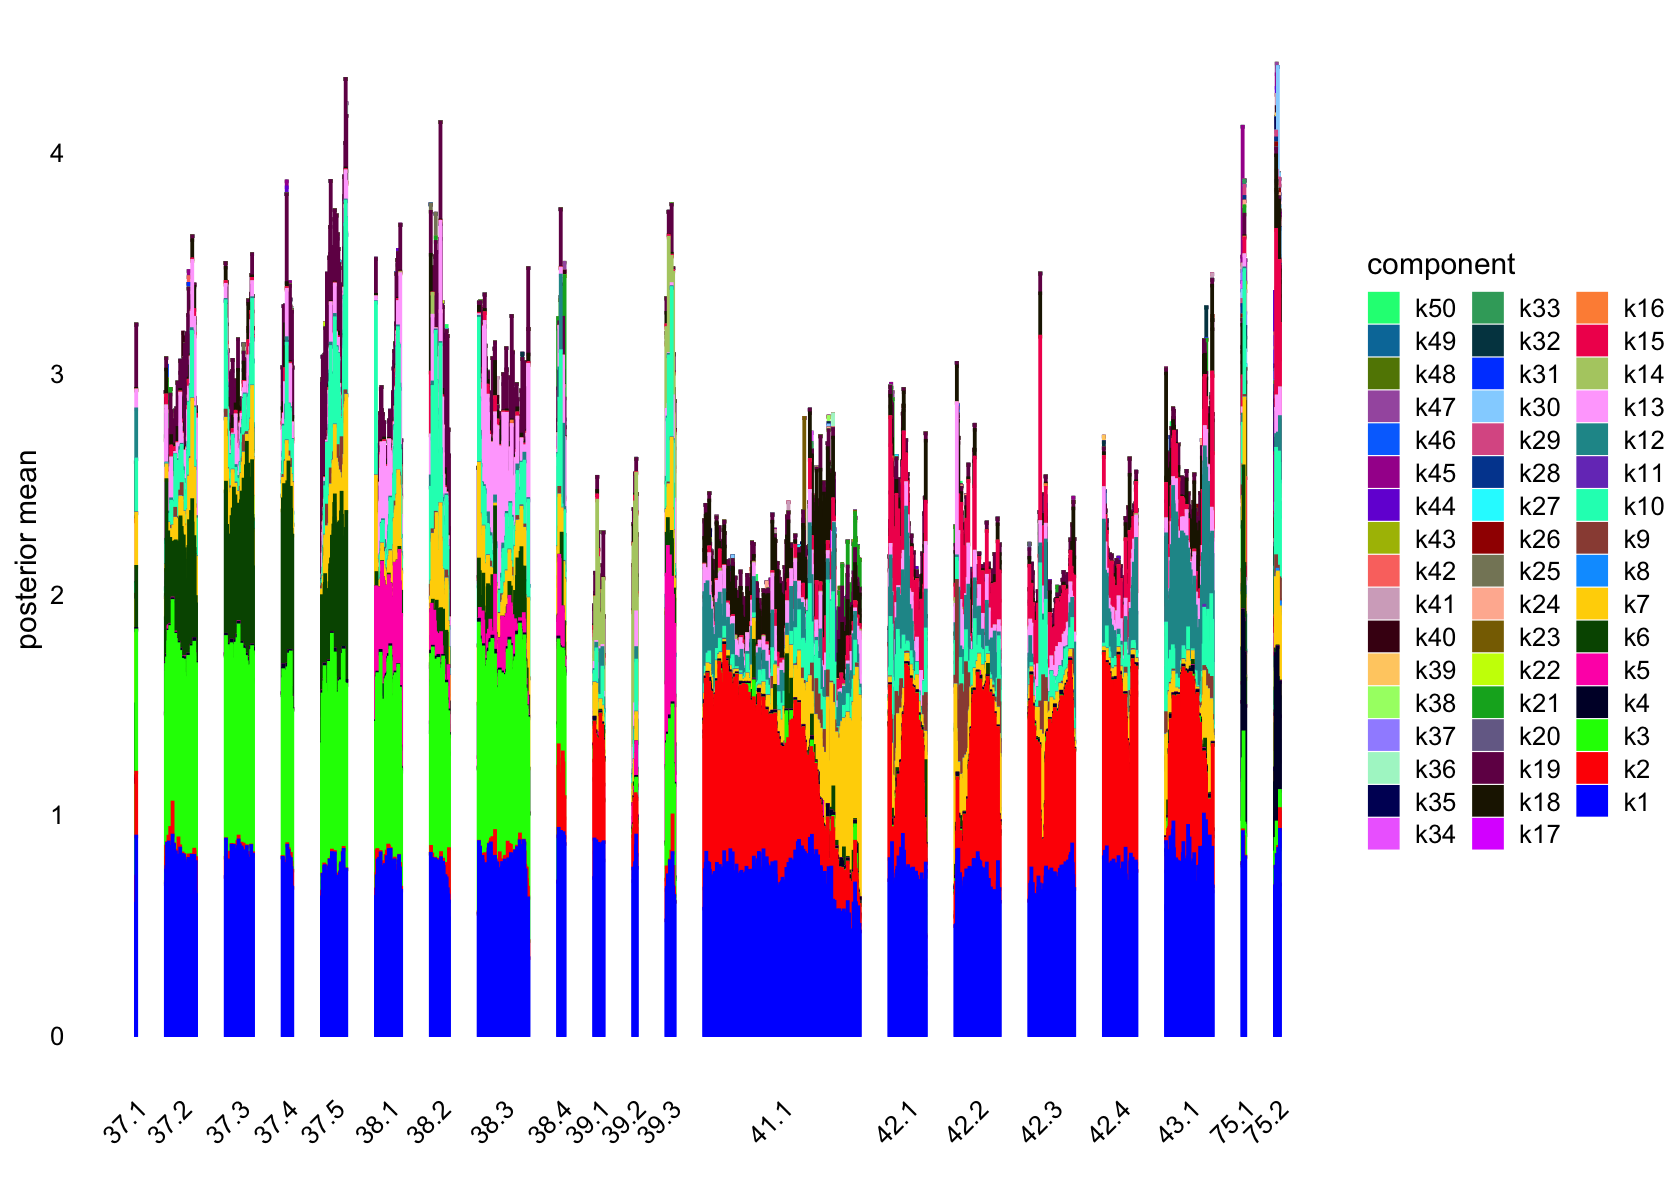 posterior mean
4
3
2
1
0
37.1
37.2
37.3
37.4
37.5
38.1
38.2
38.3
38.4
39.1
39.2
39.3
41.1
42.1
42.2
42.3
42.4
43.1
75.1
75.2
component
k50 k33 k16
k49 k32 k15
k48 k31 k14
k47 k30 k13
k46 k29 k12
k45 k28 k11
k44 k27 k10
k43 k26 k9
k42 k25 k8
k41 k24 k7
k40 k23 k6
k39 k22 k5
k38 k21 k4
k37 k20 k3
k36 k19 k2
k35 k18 k1
k34 k17